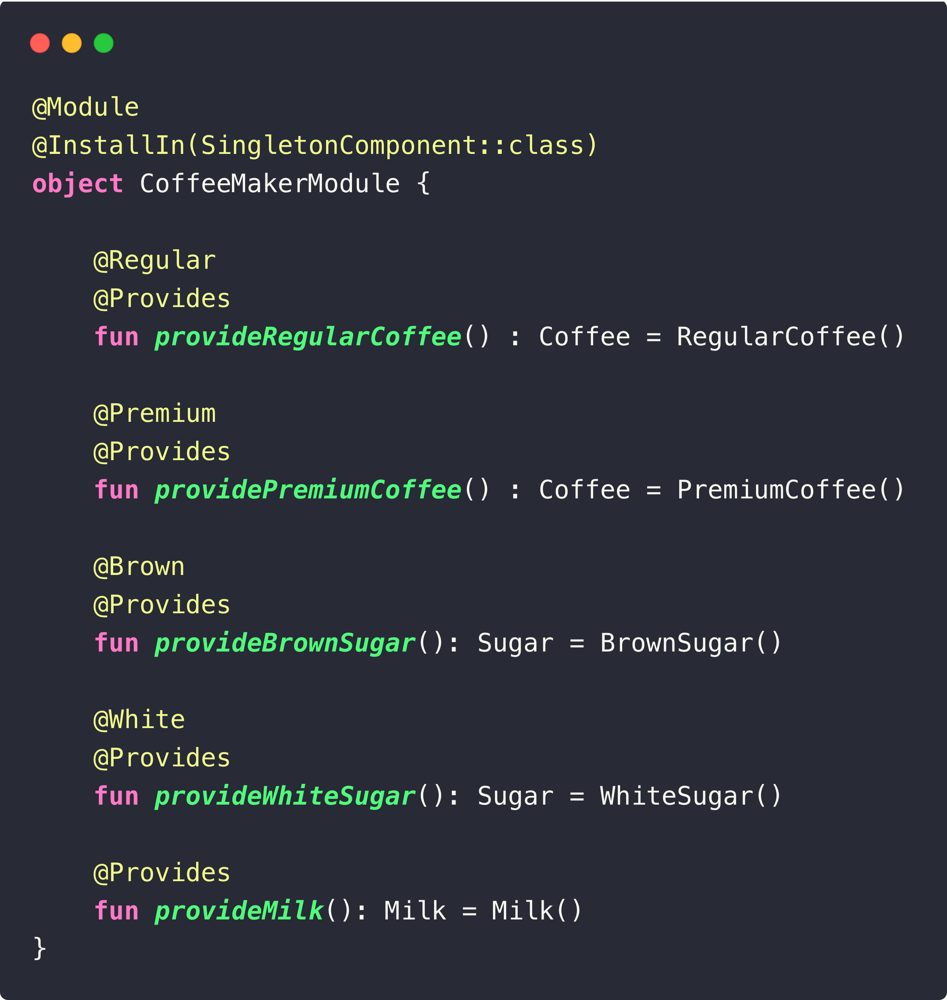 @Module
@InstallIn(SingletonComponent::class)
object CoffeeMakerModule {
@Regular
@Provides
fun provideRegularCoffee() : Coffee = RegularCoffee()
@Premium
@Provides
fun providePremiumCoffee() : Coffee = PremiumCoffee()
@Brown
@Provides
fun provideBrownSugar(): Sugar = BrownSugar()
@White
@Provides
fun provideWhiteSugar(): Sugar = WhiteSugar()
@Provides
fun provideMilk(): Milk = Milk()
}